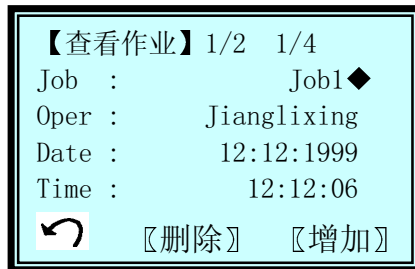 【查看作业】1/2 1/4
Job : Job1◆
Oper : Jianglixing
Date : 12:12:1999
Time : 12:12:06
〖删除〗 〖增加〗